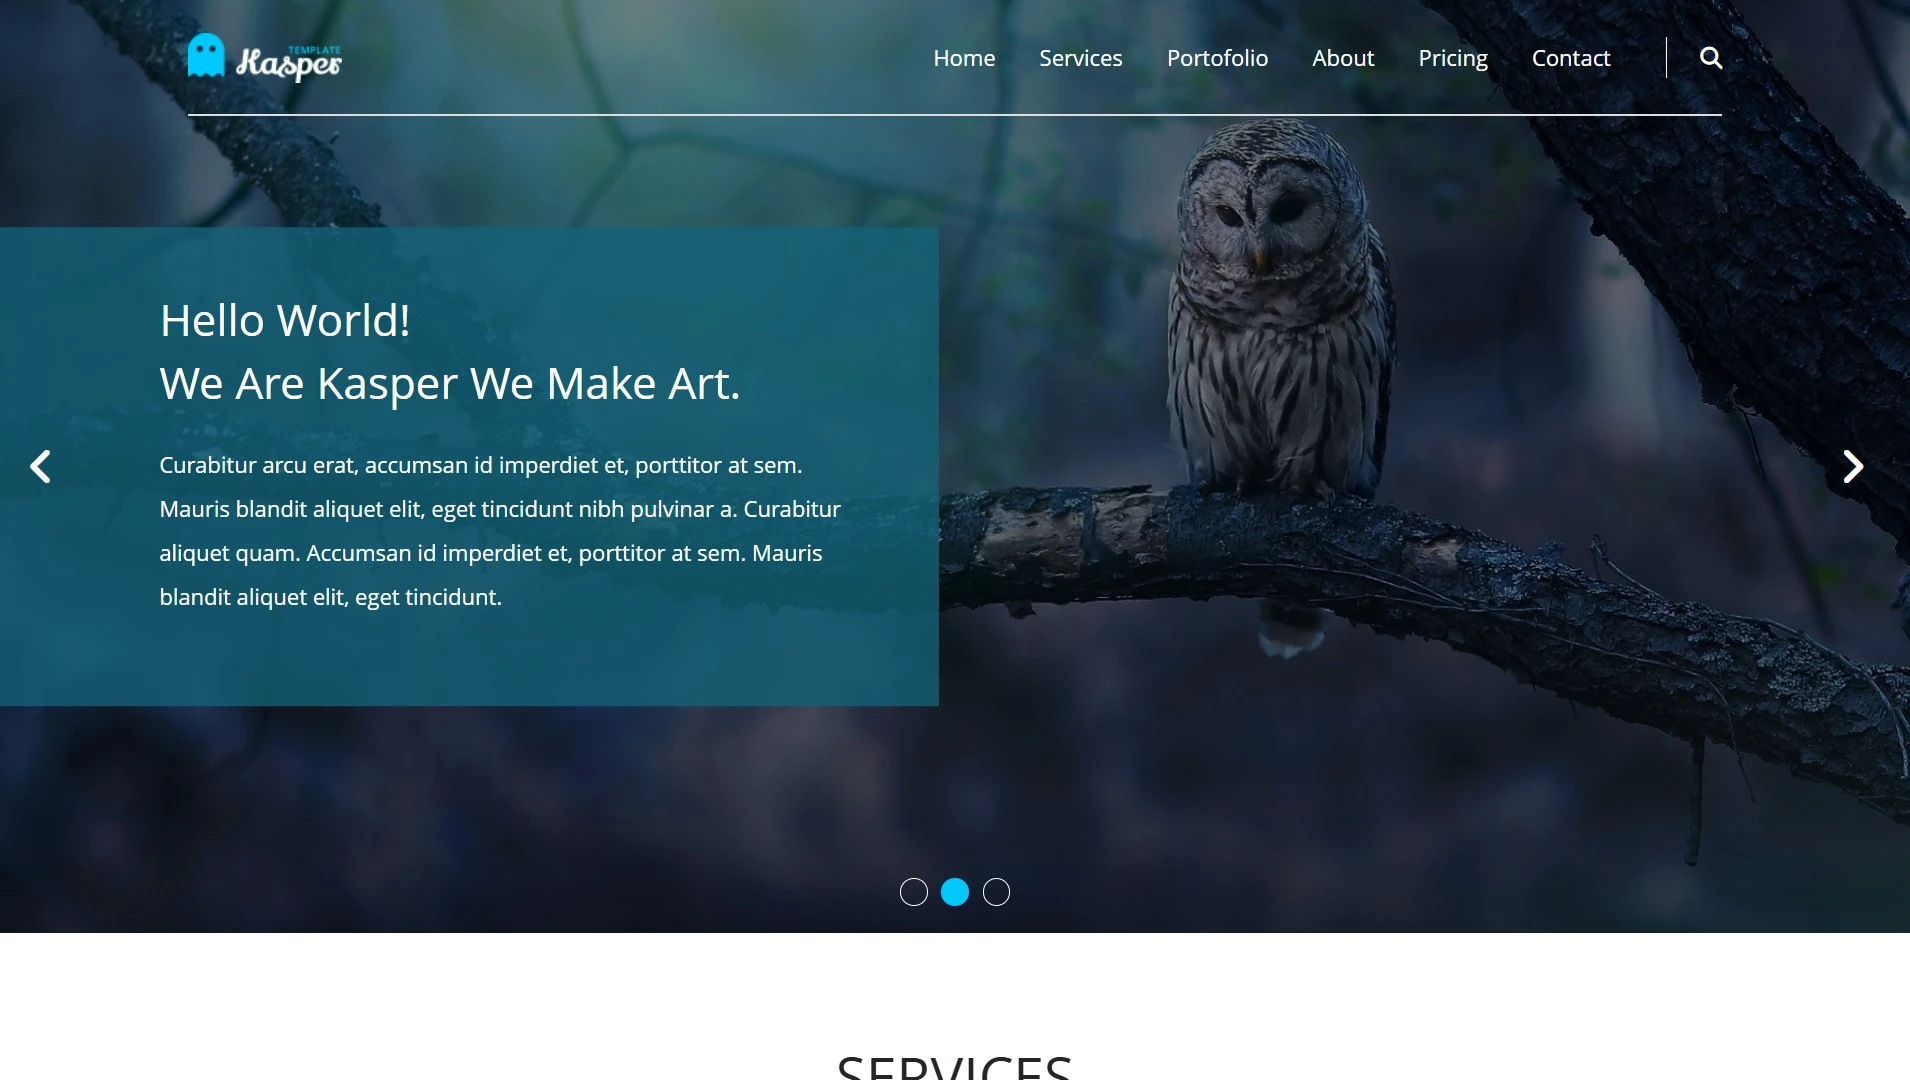 TEMPLATE
Kasper
Home Services Portofolio About Pricing Contact
Hello World!
We Are Kasper We Make Art.
Curabitur arcu erat, accumsan id imperdiet et, porttitor at sem.
Mauris blandit aliquet elit, eget tincidunt nibh pulvinar a. Curabitur
aliquet quam. Accumsan id imperdiet et, porttitor at sem. Mauris
blandit aliquet elit, eget tincidunt.
SERVICES